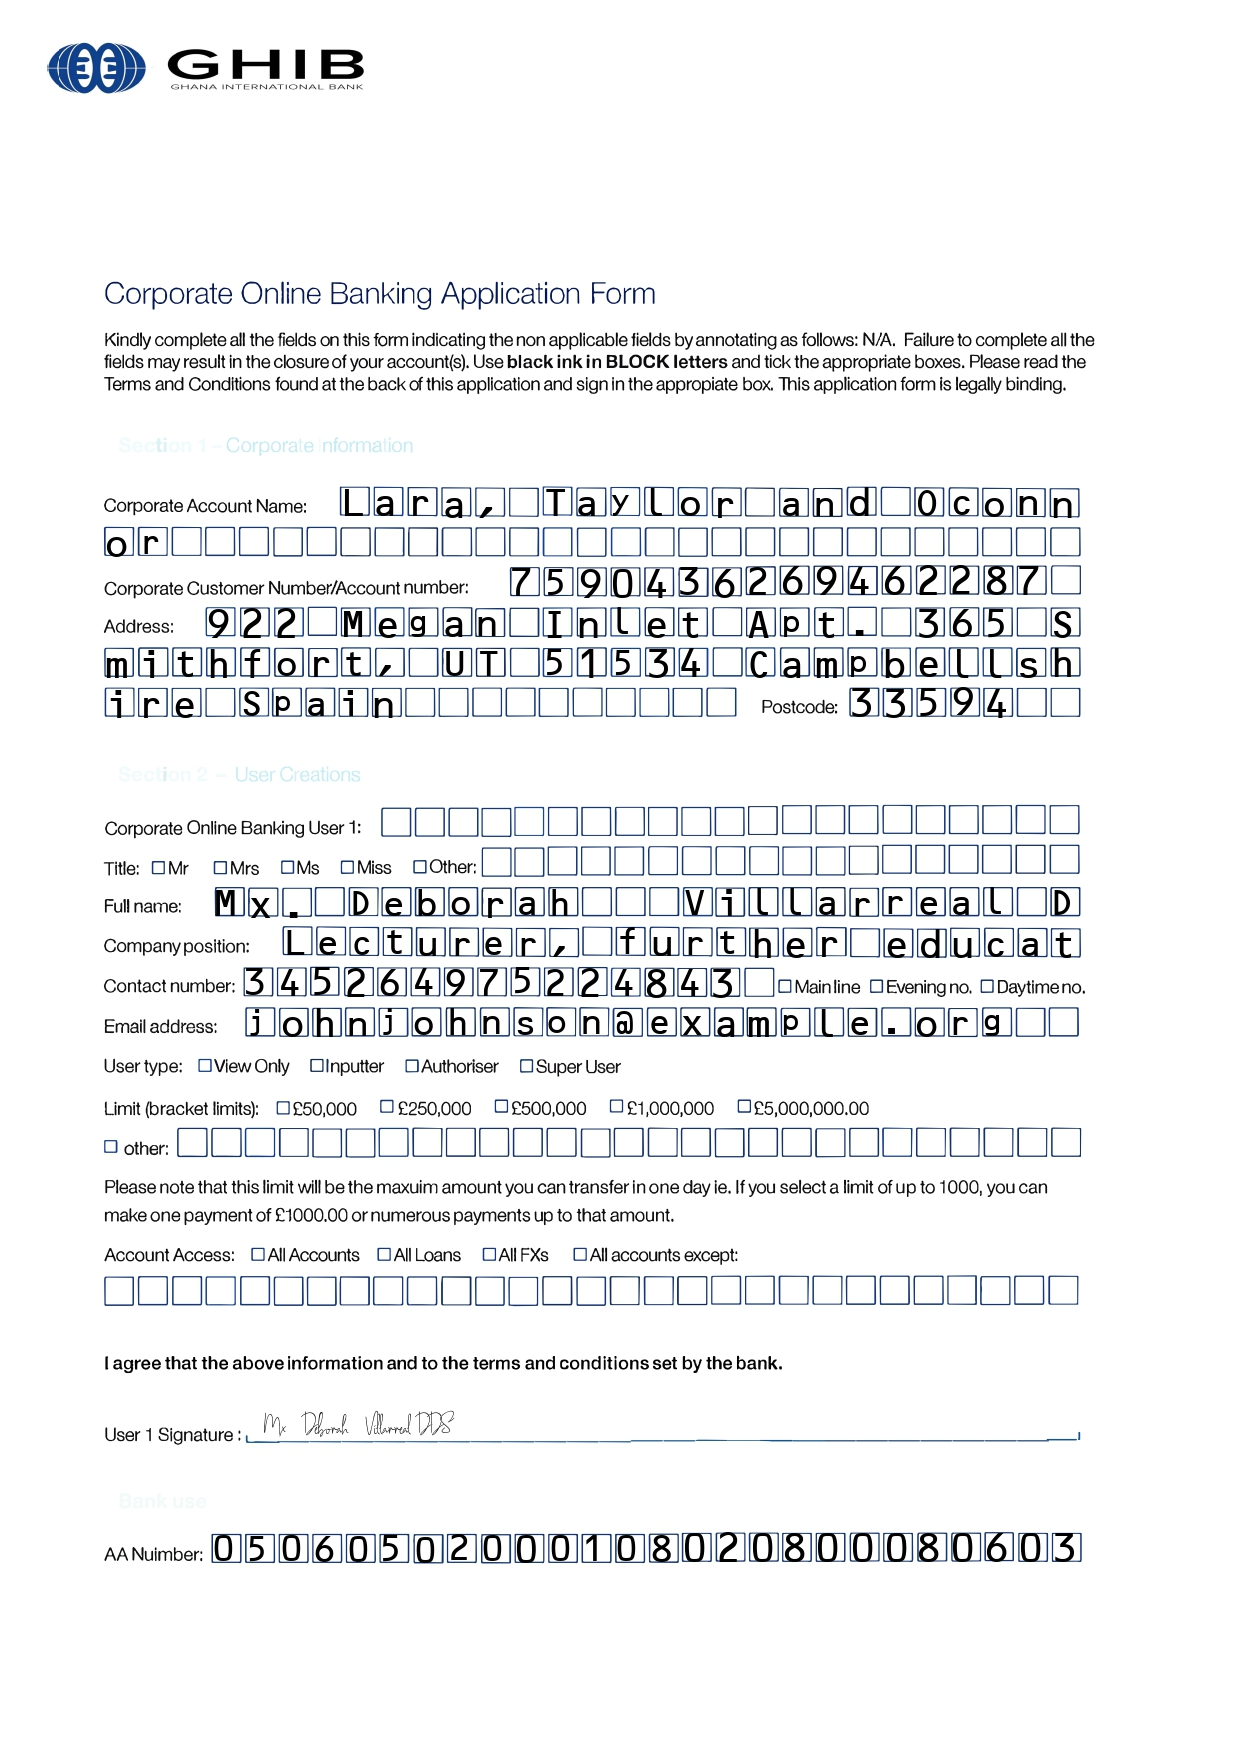 GHIB
GHANA INTERNATIONAL BANK
Corporate Online Banking Application Form
Kindly complete all the fields on this form indicating the non applicable fields by annotating as follows: N/A. Failure to complete all the
fields may result in the closure of your account(s). Use black ink in BLOCK letters and tick the appropriate boxes. Please read the
Terms and Conditions found at the back of this application and sign in the appropiate box. This application form is legally binding.
Section 1 – Corporate Information
Corporate Account Name: Lara, Taylor and Oconn
or
Corporate Customer Number/Account number: 7590436269462287
Address: 922 Megan Inlet Apt. 365 S
mithfort, UT 51534 Campbellsh
ire Spain Postcode: 33594
Section 2 – User Creations
Corporate Online Banking User 1:
Title: Mr Mrs Ms Miss Other:
Full name: Mx. Deborah Villarreal D
Company position: Lecturer, further educat
Contact number: 345264975224843 Main line Evening no. Daytime no.
Email address: johnjohnson@example.org
User type: View Only Inputter Authoriser Super User
Limit (bracket limits): £50,000 £250,000 £500,000 £1,000,000 £5,000,000.00
other:
Please note that this limit will be the maxuim amount you can transfer in one day ie. If you select a limit of up to 1000, you can
make one payment of £1000.00 or numerous payments up to that amount.
Account Access: All Accounts All Loans All FXs All accounts except:
I agree that the above information and to the terms and conditions set by the bank.
User 1 Signature : Mx Deborah Villarreal DDS
Bank use
AA Nuimber: 05060502000108020800080603